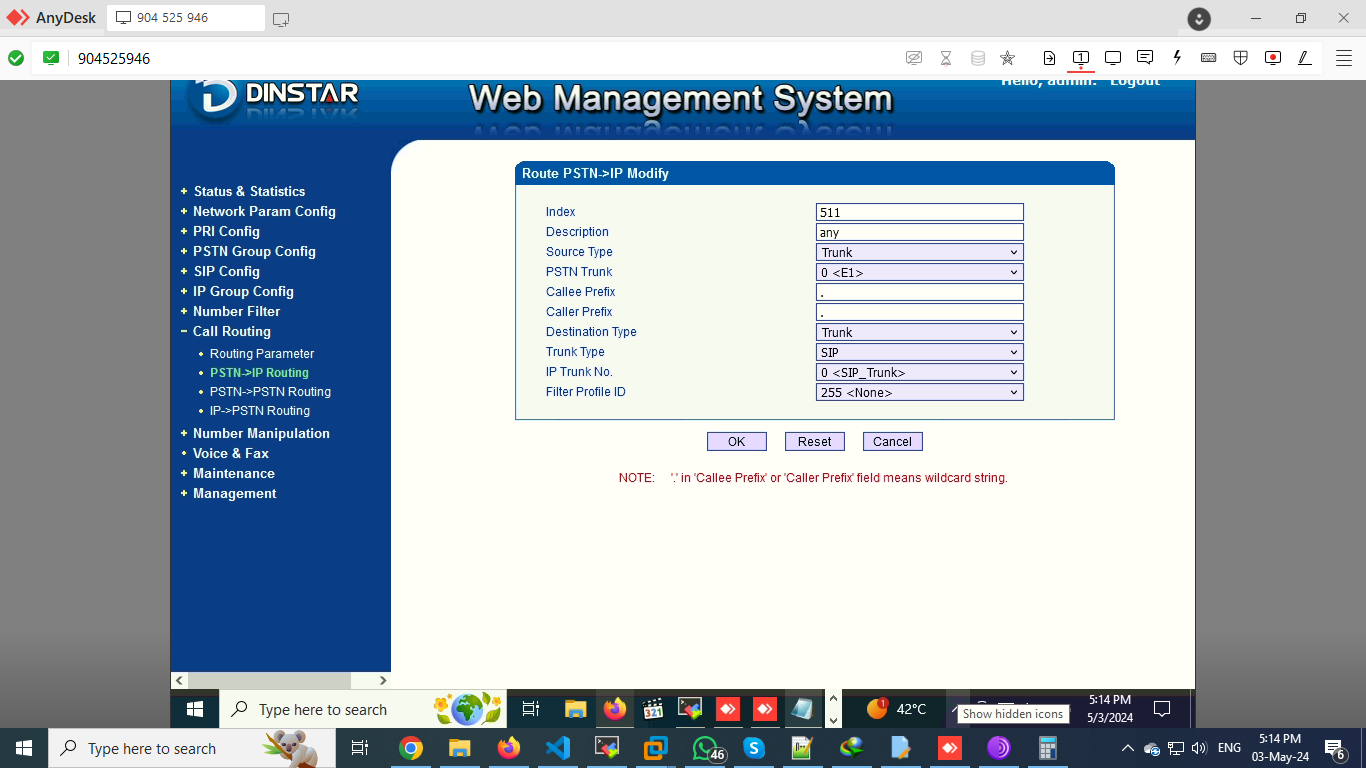 AnyDesk
904 525 946
904525946
1
DINSTAR
Web Management System
Hello, admin. Logout
+ Status & Statistics
+ Network Param Config
+ PRI Config
+ PSTN Group Config
+ SIP Config
+ IP Group Config
+ Number Filter
− Call Routing
• Routing Parameter
• PSTN->IP Routing
• PSTN->PSTN Routing
• IP->PSTN Routing
+ Number Manipulation
• Voice & Fax
+ Maintenance
+ Management
Route PSTN->IP Modify
Index 511
Description any
Source Type Trunk
PSTN Trunk 0 <E1>
Callee Prefix .
Caller Prefix .
Destination Type Trunk
Trunk Type SIP
IP Trunk No. 0 <SIP_Trunk>
Filter Profile ID 255 <None>
OK Reset Cancel
NOTE: '.' in 'Callee Prefix' or 'Caller Prefix' field means wildcard string.
Type here to search
321
1
42°C
Show hidden icons
5:14 PM
5/3/2024
Type here to search
46
ENG
5:14 PM
03-May-24
6